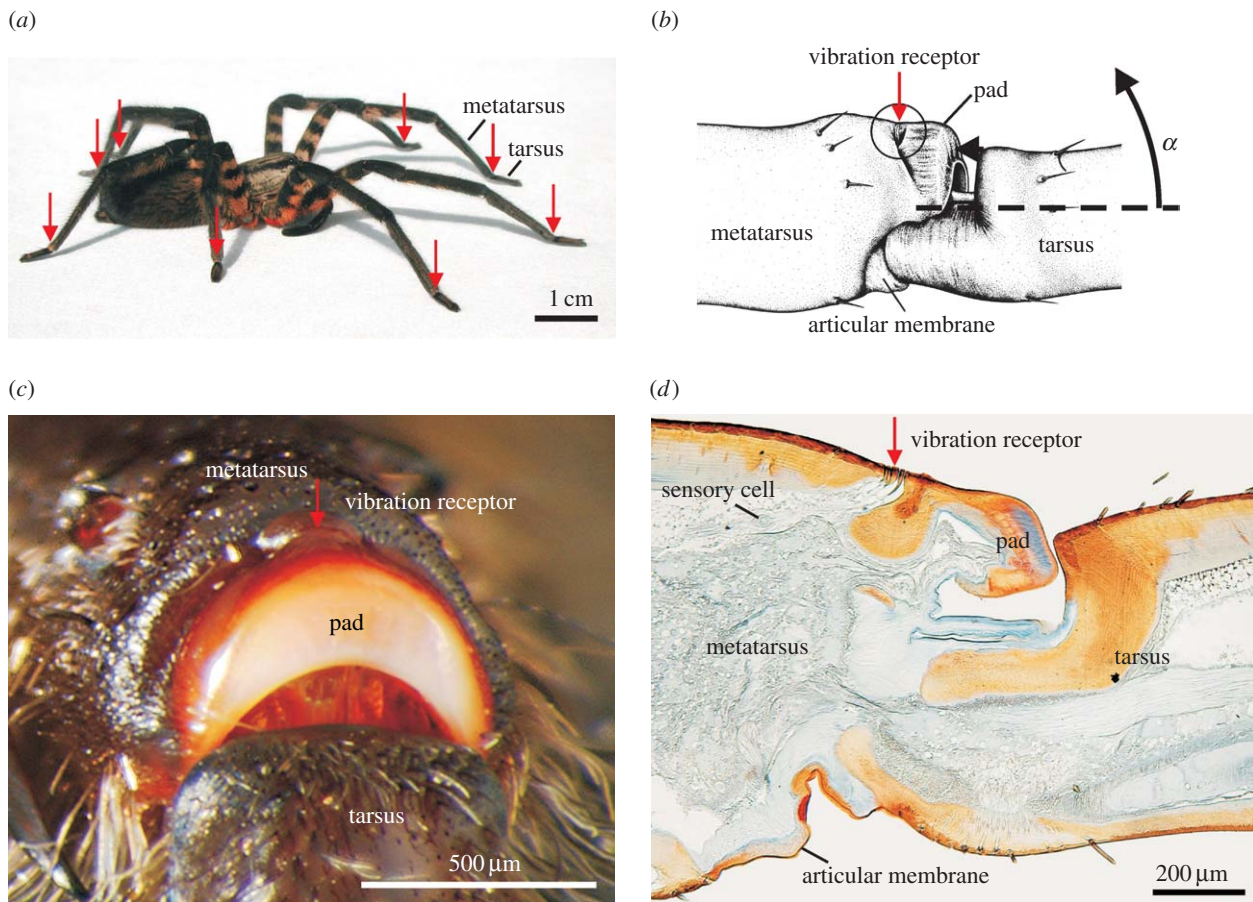 (a)
metatarsus
tarsus
1 cm
(b)
vibration receptor
pad
α
metatarsus
tarsus
articular membrane
(c)
metatarsus
vibration receptor
pad
tarsus
500 μm
(d)
vibration receptor
sensory cell
pad
metatarsus
tarsus
articular membrane
200 μm